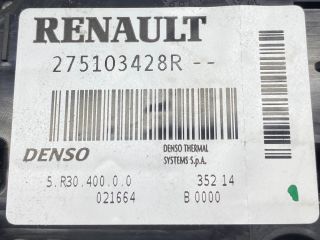 RENAULT
275103428R --
DENSO
DENSO THERMAL
SYSTEMS S.p.A.
5.R30.400.0.0
352 14
021664
B 0000